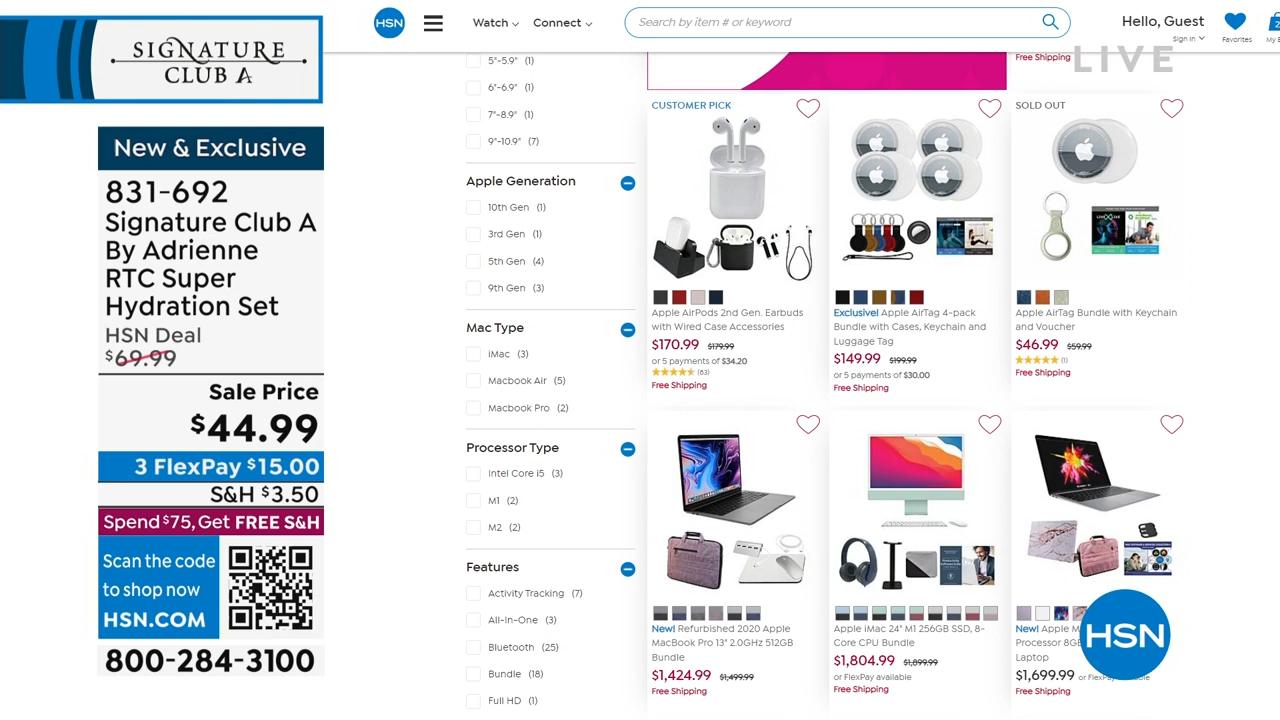 SIGNATURE
CLUB A
New & Exclusive
831-692
Signature Club A
By Adrienne
RTC Super
Hydration Set
HSN Deal
$69.99
Sale Price
$44.99
3 FlexPay $15.00
S&H $3.50
Spend $75, Get FREE S&H
Scan the code
to shop now
HSN.COM
800-284-3100
HSN
Watch
Connect
Search by item # or keyword
Hello, Guest
Sign In
Favorites
LIVE
5"-5.9" (1)
6"-6.9" (1)
7"-8.9" (1)
9"-10.9" (7)
Apple Generation
10th Gen (1)
3rd Gen (1)
5th Gen (4)
9th Gen (3)
Mac Type
iMac (3)
Macbook Air (5)
Macbook Pro (2)
Processor Type
Intel Core i5 (3)
M1 (2)
M2 (2)
Features
Activity Tracking (7)
All-In-One (3)
Bluetooth (25)
Bundle (18)
Full HD (1)
Free Shipping
CUSTOMER PICK
Apple AirPods 2nd Gen. Earbuds
with Wired Case Accessories
$170.99 $179.99
or 5 payments of $34.20
(83)
Free Shipping
Exclusive! Apple AirTag 4-pack
Bundle with Cases, Keychain and
Luggage Tag
$149.99 $199.99
or 5 payments of $30.00
Free Shipping
SOLD OUT
Apple AirTag Bundle with Keychain
and Voucher
$46.99 $59.99
(1)
Free Shipping
New! Refurbished 2020 Apple
MacBook Pro 13" 2.0GHz 512GB
Bundle
$1,424.99 $1,499.99
Free Shipping
Apple iMac 24" M1 256GB SSD, 8-
Core CPU Bundle
$1,804.99 $1,899.99
or FlexPay available
Free Shipping
New! Apple
Processor
Laptop
$1,699.99 or
Free Shipping
HSN